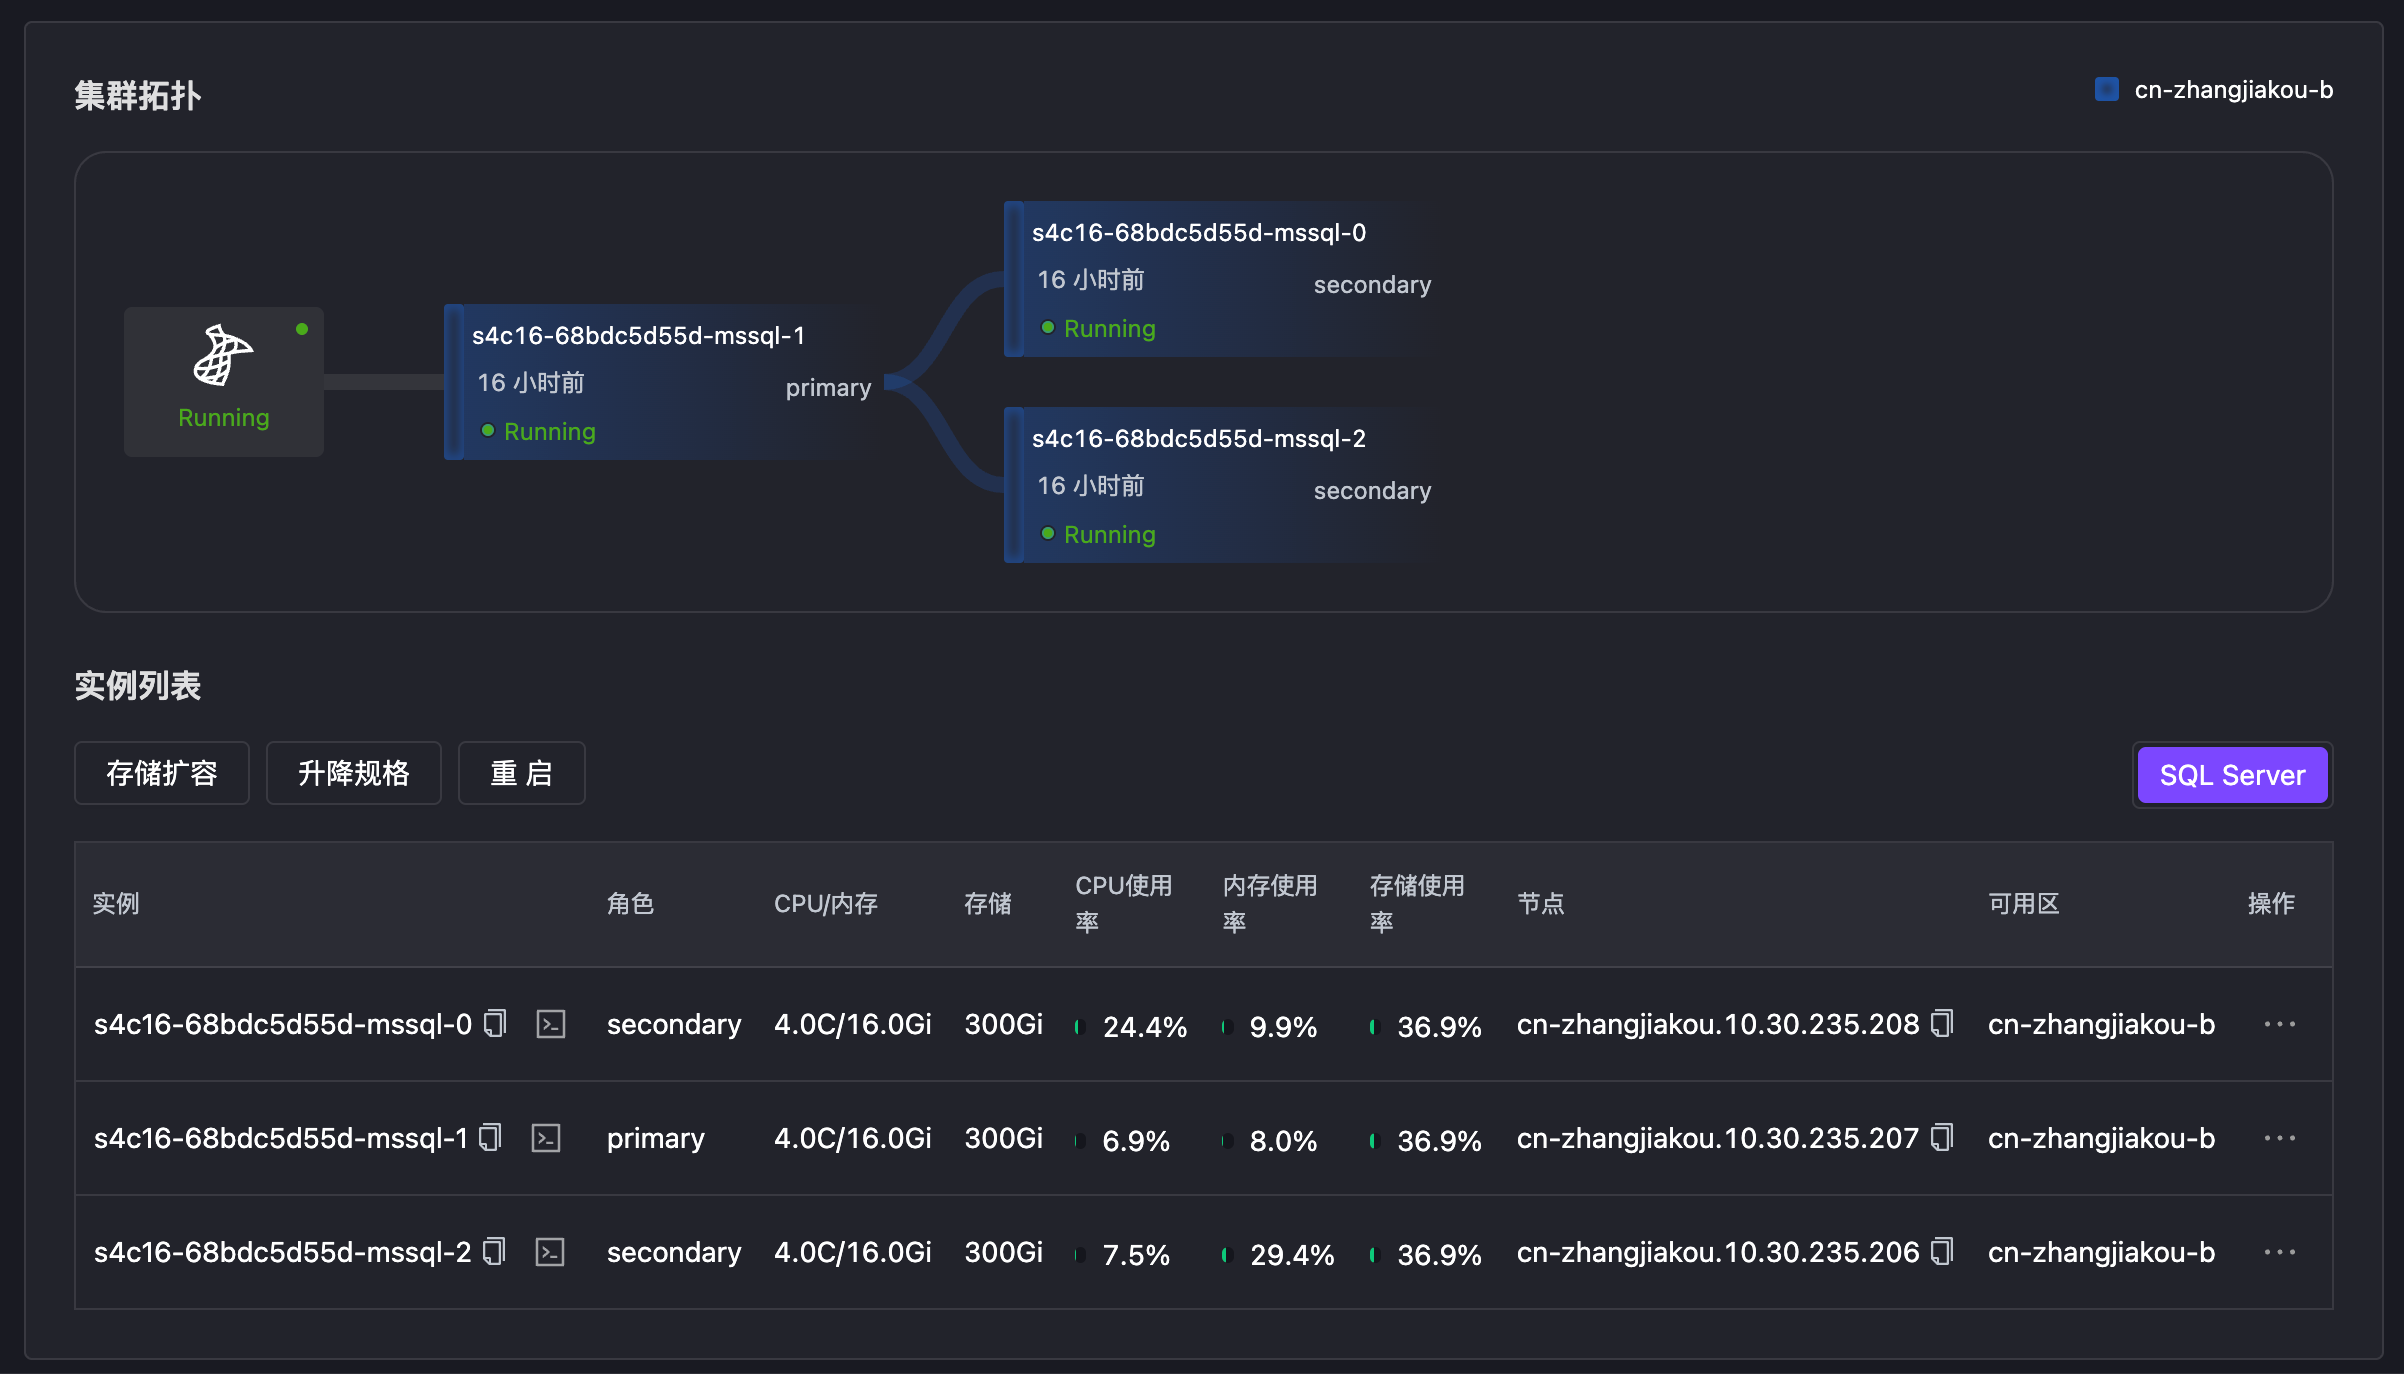 集群拓扑
cn-zhangjiakou-b
Running
s4c16-68bdc5d55d-mssql-1
16 小时前
primary
Running
s4c16-68bdc5d55d-mssql-0
16 小时前
secondary
Running
s4c16-68bdc5d55d-mssql-2
16 小时前
secondary
Running
实例列表
存储扩容 升降规格 重 启
SQL Server
实例 角色 CPU/内存 存储 CPU使用率 内存使用率 存储使用率 节点 可用区 操作
s4c16-68bdc5d55d-mssql-0 secondary 4.0C/16.0Gi 300Gi 24.4% 9.9% 36.9% cn-zhangjiakou.10.30.235.208 cn-zhangjiakou-b ···
s4c16-68bdc5d55d-mssql-1 primary 4.0C/16.0Gi 300Gi 6.9% 8.0% 36.9% cn-zhangjiakou.10.30.235.207 cn-zhangjiakou-b ···
s4c16-68bdc5d55d-mssql-2 secondary 4.0C/16.0Gi 300Gi 7.5% 29.4% 36.9% cn-zhangjiakou.10.30.235.206 cn-zhangjiakou-b ···